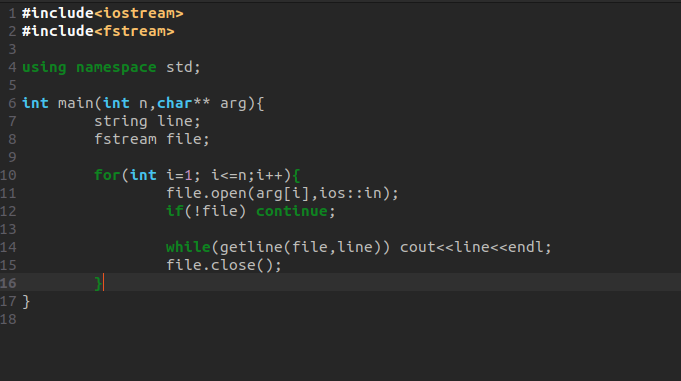 1 #include<iostream>
2 #include<fstream>
3
4 using namespace std;
5
6 int main(int n,char** arg){
7         string line;
8         fstream file;
9
10         for(int i=1; i<=n;i++){
11                 file.open(arg[i],ios::in);
12                 if(!file) continue;
13
14                 while(getline(file,line)) cout<<line<<endl;
15                 file.close();
16         }
17 }
18